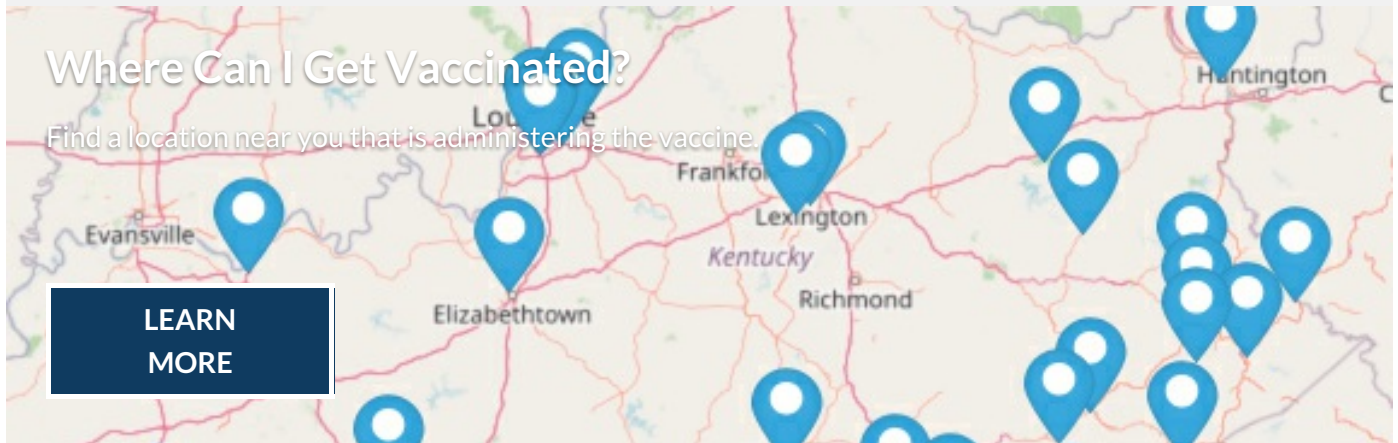 Where Can I Get Vaccinated?
Find a location near you that is administering the vaccine.
Huntington
Lexington
Evansville
Kentucky
Richmond
Elizabethtown
LEARN
MORE